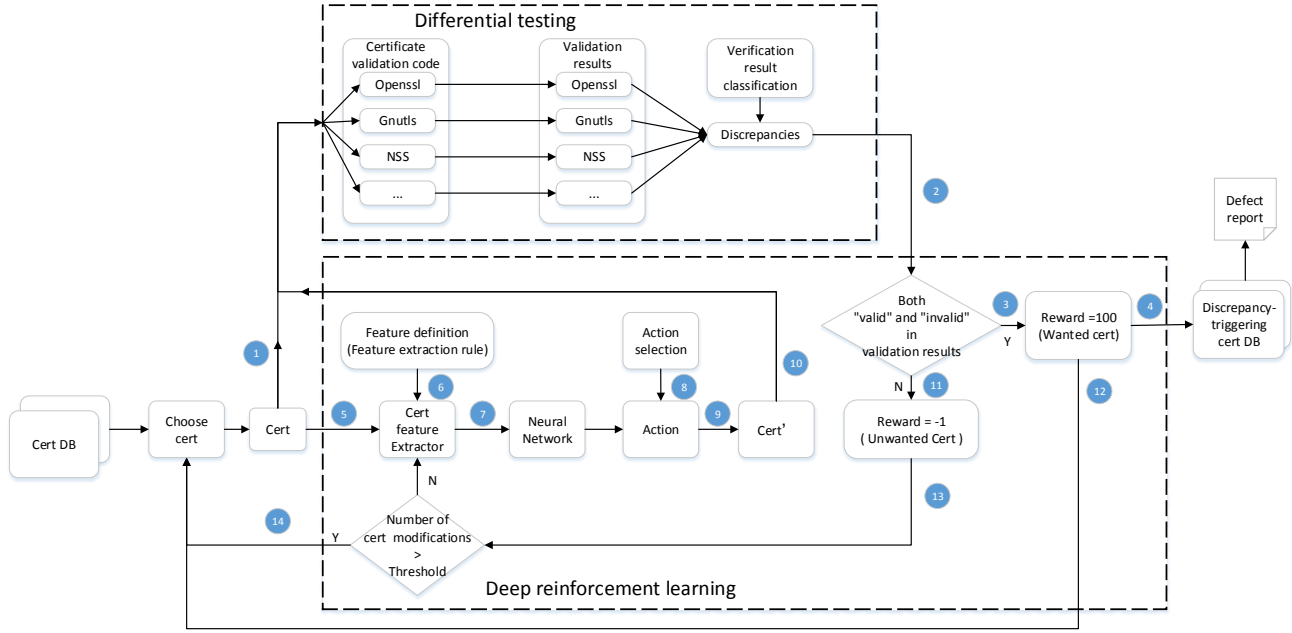 Differential testing
Certificate
validation code
Openssl
Gnutls
NSS
...
Validation
results
Openssl
Gnutls
NSS
...
Verification
result
classification
Discrepancies
2
Defect
report
Both
"valid" and "invalid"
in
validation results
3
Y
Reward =100
(Wanted cert)
4
Discrepancy-
triggering
cert DB
1
Feature definition
(Feature extraction rule)
6
Action
selection
8
10
N
11
12
Cert DB
Choose
cert
Cert
5
Cert
feature
Extractor
7
Neural
Network
Action
9
Cert'
Reward = -1
( Unwanted Cert )
13
N
14
Y
Number of
cert modifications
>
Threshold
Deep reinforcement learning